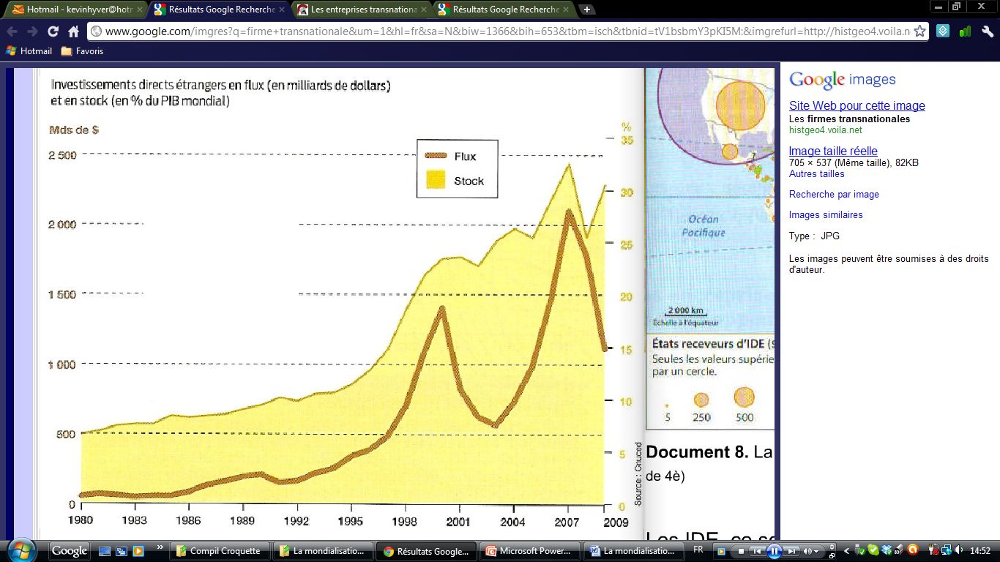 Hotmail - kevinhyver@hotm
Résultats Google Recherche
Les entreprises transnationa
Résultats Google Recherche
www.google.com/imgres?q=firme+transnationale&um=1&hl=fr&sa=N&biw=1366&bih=653&tbm=isch&tbnid=tV1bsbmY3pKI5M:&imgrefurl=http://histgeo4.voila.n
Hotmail
Favoris
Investissements directs étrangers en flux (en milliards de dollars)
et en stock (en % du PIB mondial)
Mds de $
%
2 500
2 000
1 500
1 000
500
0
35
30
25
20
15
10
5
0
Flux
Stock
1980
1983
1986
1989
1992
1995
1998
2001
2004
2007
2009
Source : Cnuced
?
Océan
Pacifique
2 000 km
Échelle à l'équateur
États receveurs d'IDE (
Seules les valeurs supérie
par un cercle.
5
250
500
Document 8. La
de 4è)
Les IDE, ce so
Google images
Site Web pour cette image
Les firmes transnationales
histgeo4.voila.net
Image taille réelle
705 × 537 (Même taille), 82KB
Autres tailles
Recherche par image
Images similaires
Type : JPG
Les images peuvent être soumises à des droits
d'auteur.
Google
»
Compil Croquette
La mondialisatio...
Résultats Google...
Microsoft Power...
La mondialisatio...
FR
14:52